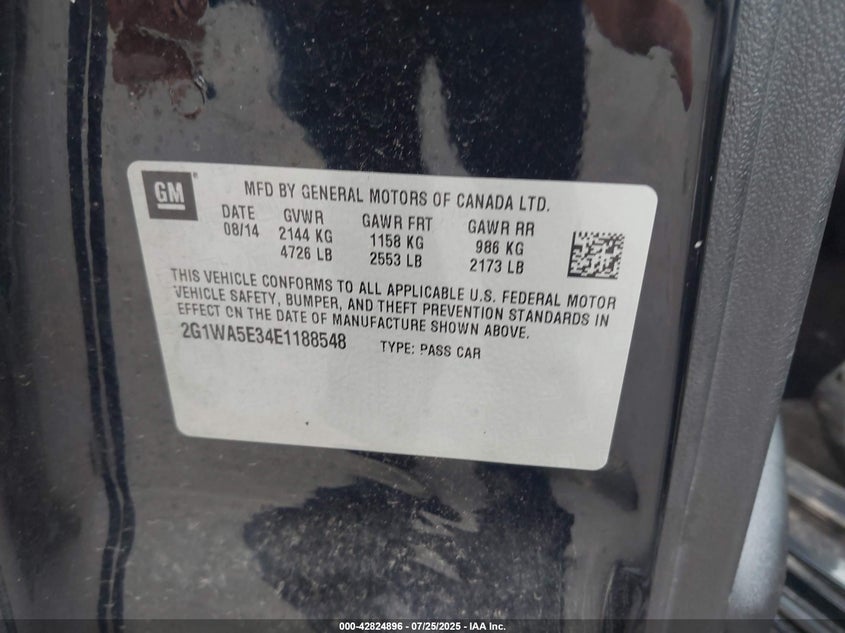 GM ®
MFD BY GENERAL MOTORS OF CANADA LTD.
DATE GVWR GAWR FRT GAWR RR
08/14 2144 KG 1158 KG 986 KG
4726 LB 2553 LB 2173 LB
THIS VEHICLE CONFORMS TO ALL APPLICABLE U.S. FEDERAL MOTOR
VEHICLE SAFETY, BUMPER, AND THEFT PREVENTION STANDARDS IN
EFFECT ON THE DATE OF MANUFACTURE SHOWN ABOVE.
2G1WA5E34E1188548 TYPE: PASS CAR
000-42824896 - 07/25/2025 - IAA Inc.